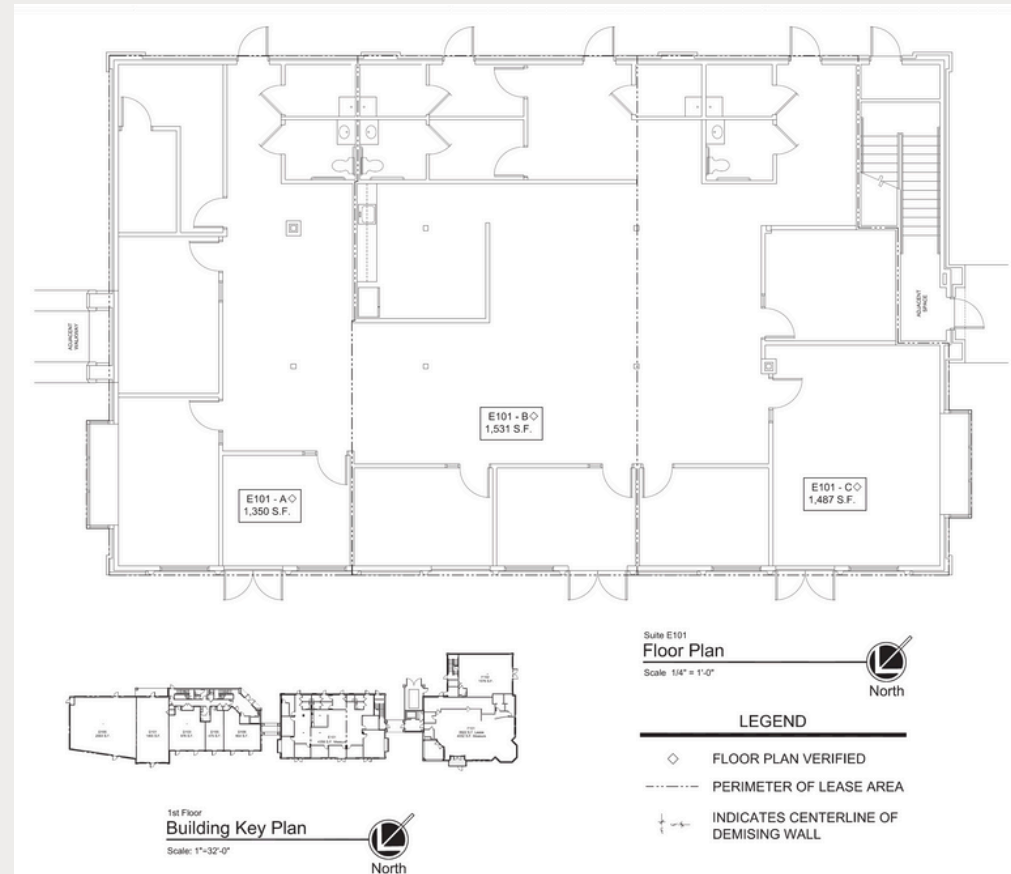 ADJACENT
WALKWAY
ADJACENT
SPACE
E101 - B◇
1,531 S.F.
E101 - A◇
1,350 S.F.
E101 - C◇
1,487 S.F.
Suite E101
Floor Plan
Scale 1/4" = 1'-0"
North
LEGEND
◇ FLOOR PLAN VERIFIED
PERIMETER OF LEASE AREA
INDICATES CENTERLINE OF
DEMISING WALL
1st Floor
Building Key Plan
Scale: 1"=32'-0"
North